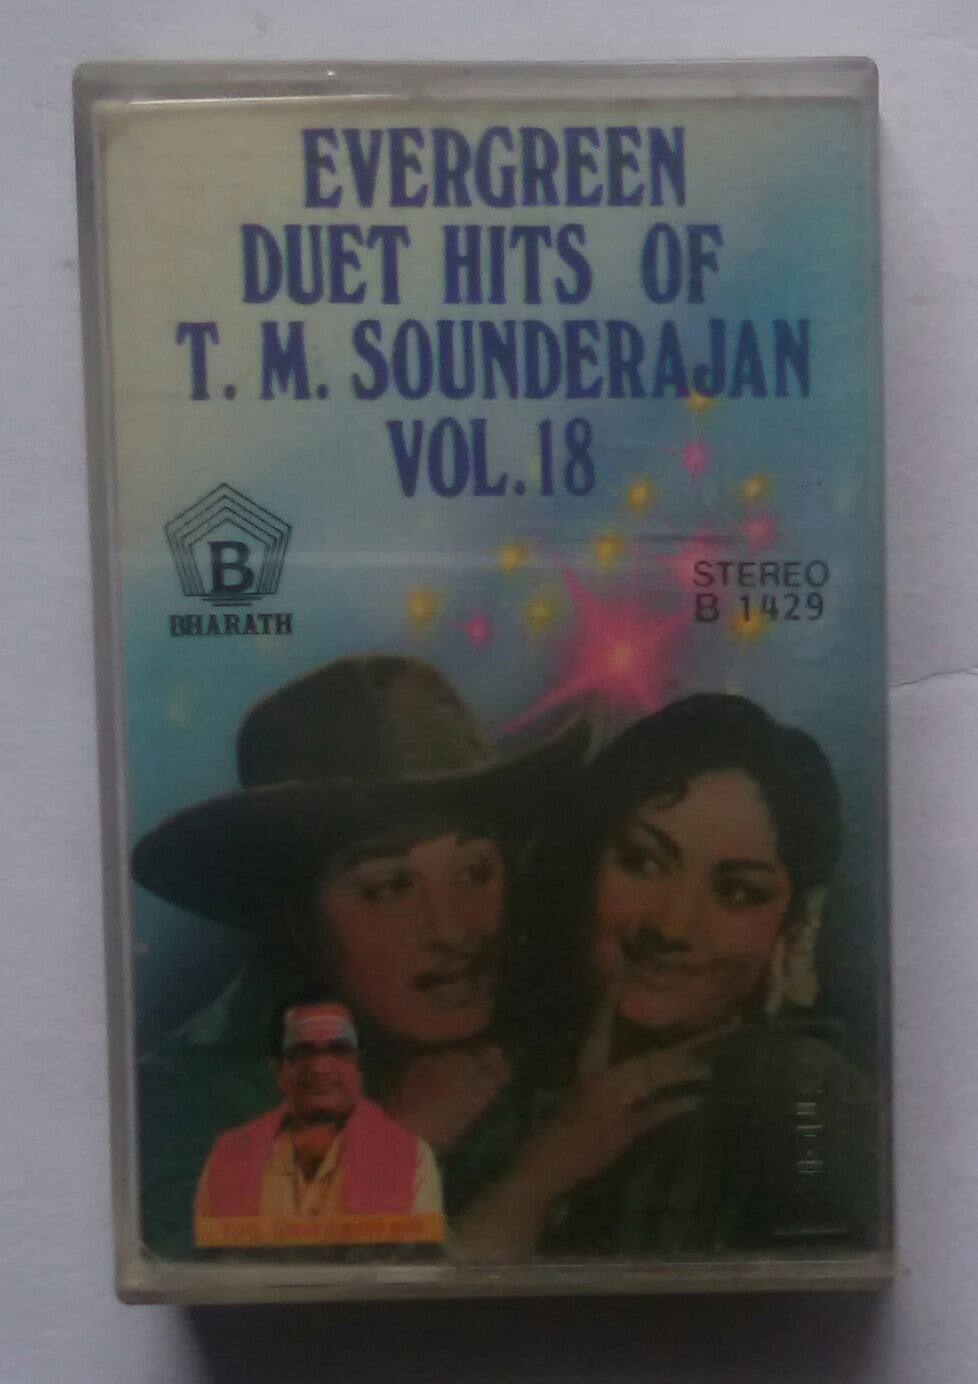 EVERGREEN
DUET HITS OF
T. M. SOUNDERAJAN
VOL.18
B
BHARATH
STEREO
B 1429